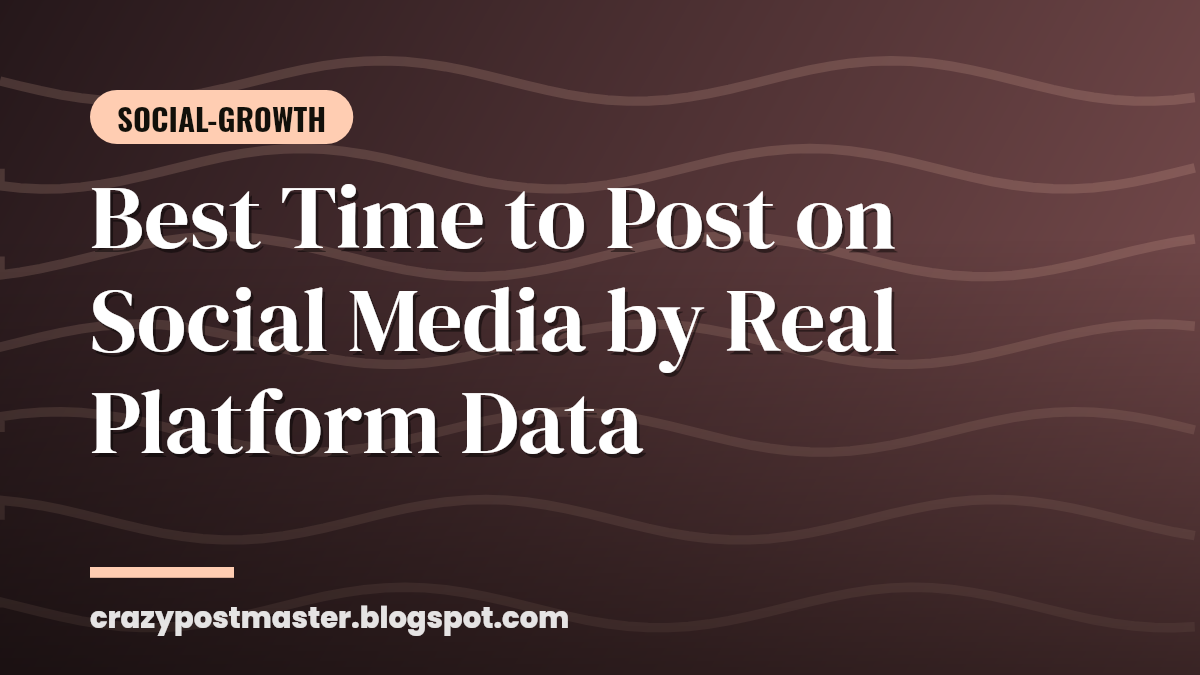 SOCIAL-GROWTH
Best Time to Post on
Social Media by Real
Platform Data
crazypostmaster.blogspot.com